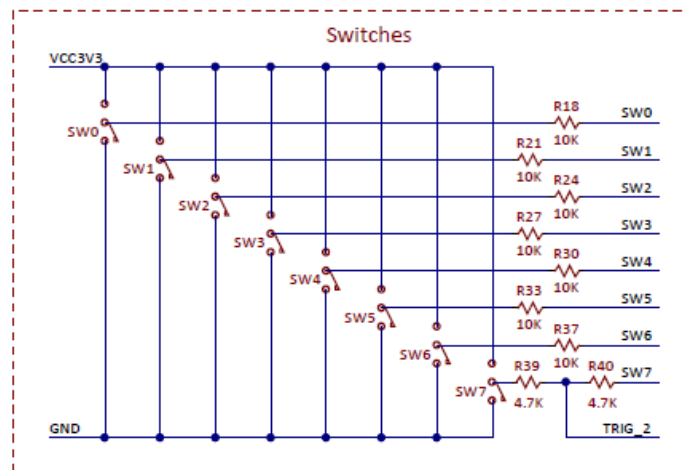 Switches
VCC3V3
R18
SW0
SW0
10K
R21
SW1
SW1
10K
R24
SW2
SW2
10K
R27
SW3
SW3
10K
R30
SW4
SW4
10K
R33
SW5
SW5
10K
R37
SW6
SW6
10K
R39
R40
SW7
SW7
4.7K
4.7K
GND
TRIG_2